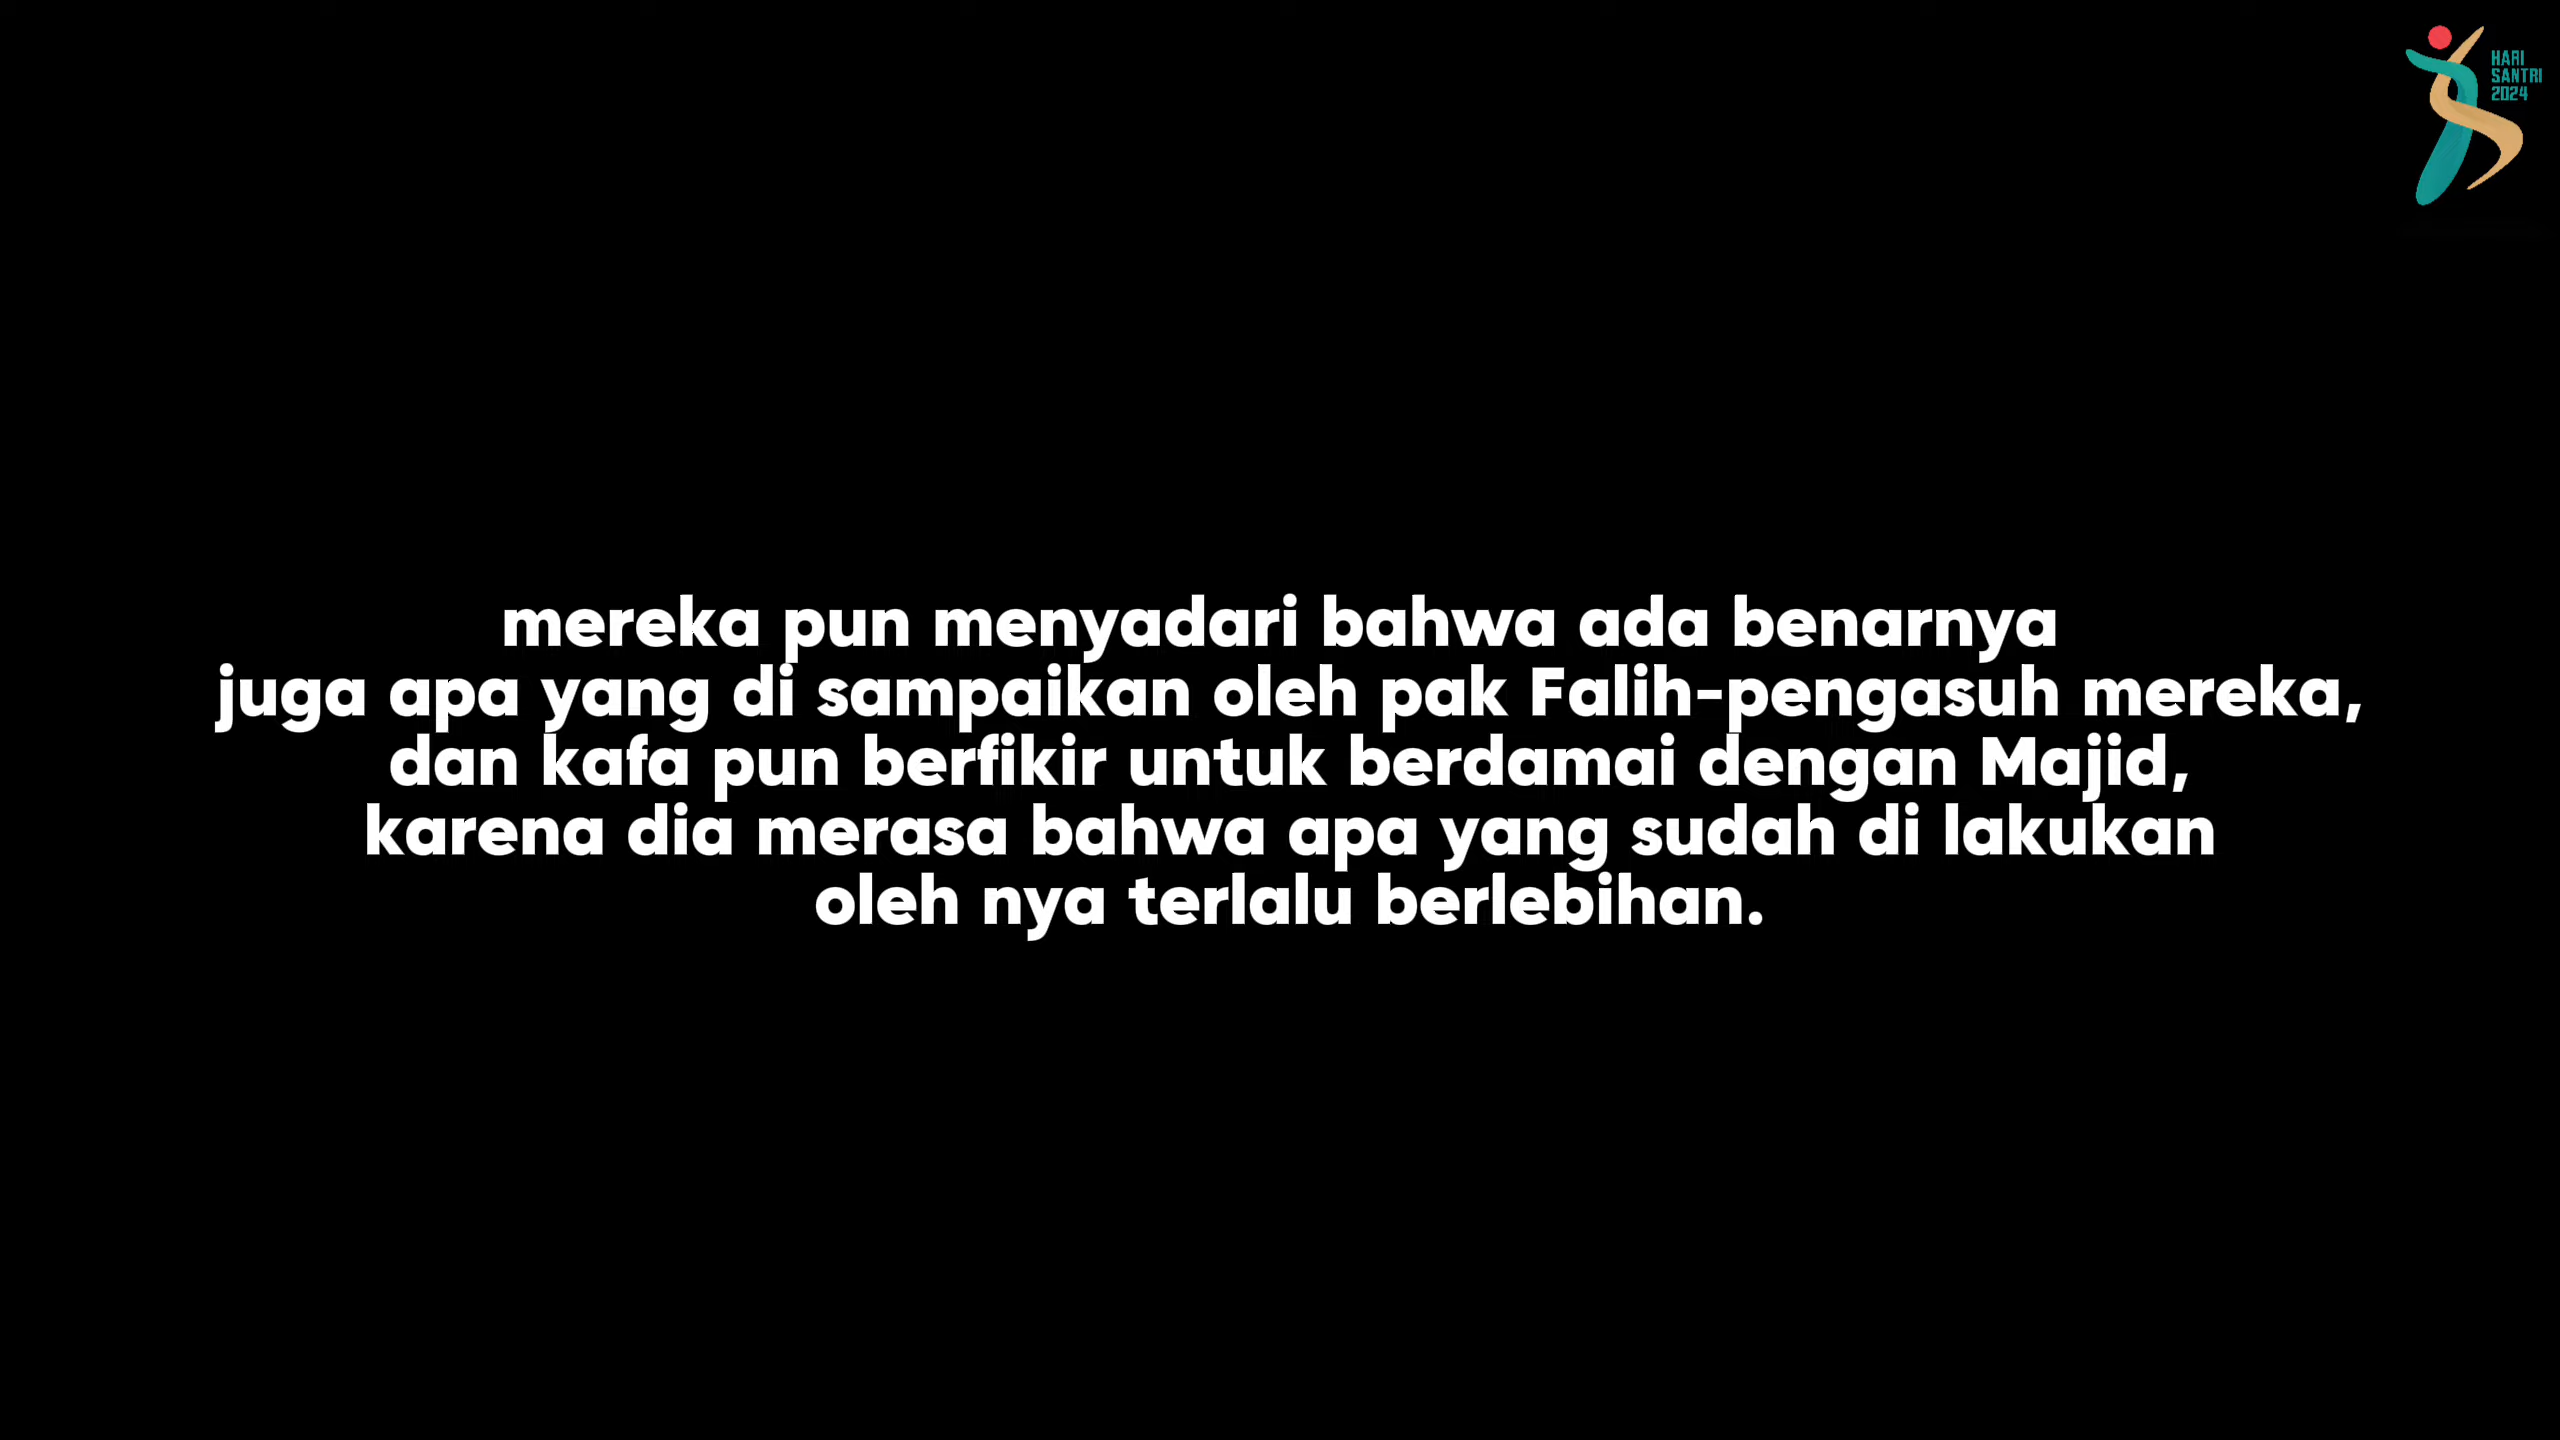 HARI
SANTRI
2024
mereka pun menyadari bahwa ada benarnya
juga apa yang di sampaikan oleh pak Falih-pengasuh mereka,
dan kafa pun berfikir untuk berdamai dengan Majid,
karena dia merasa bahwa apa yang sudah di lakukan
oleh nya terlalu berlebihan.